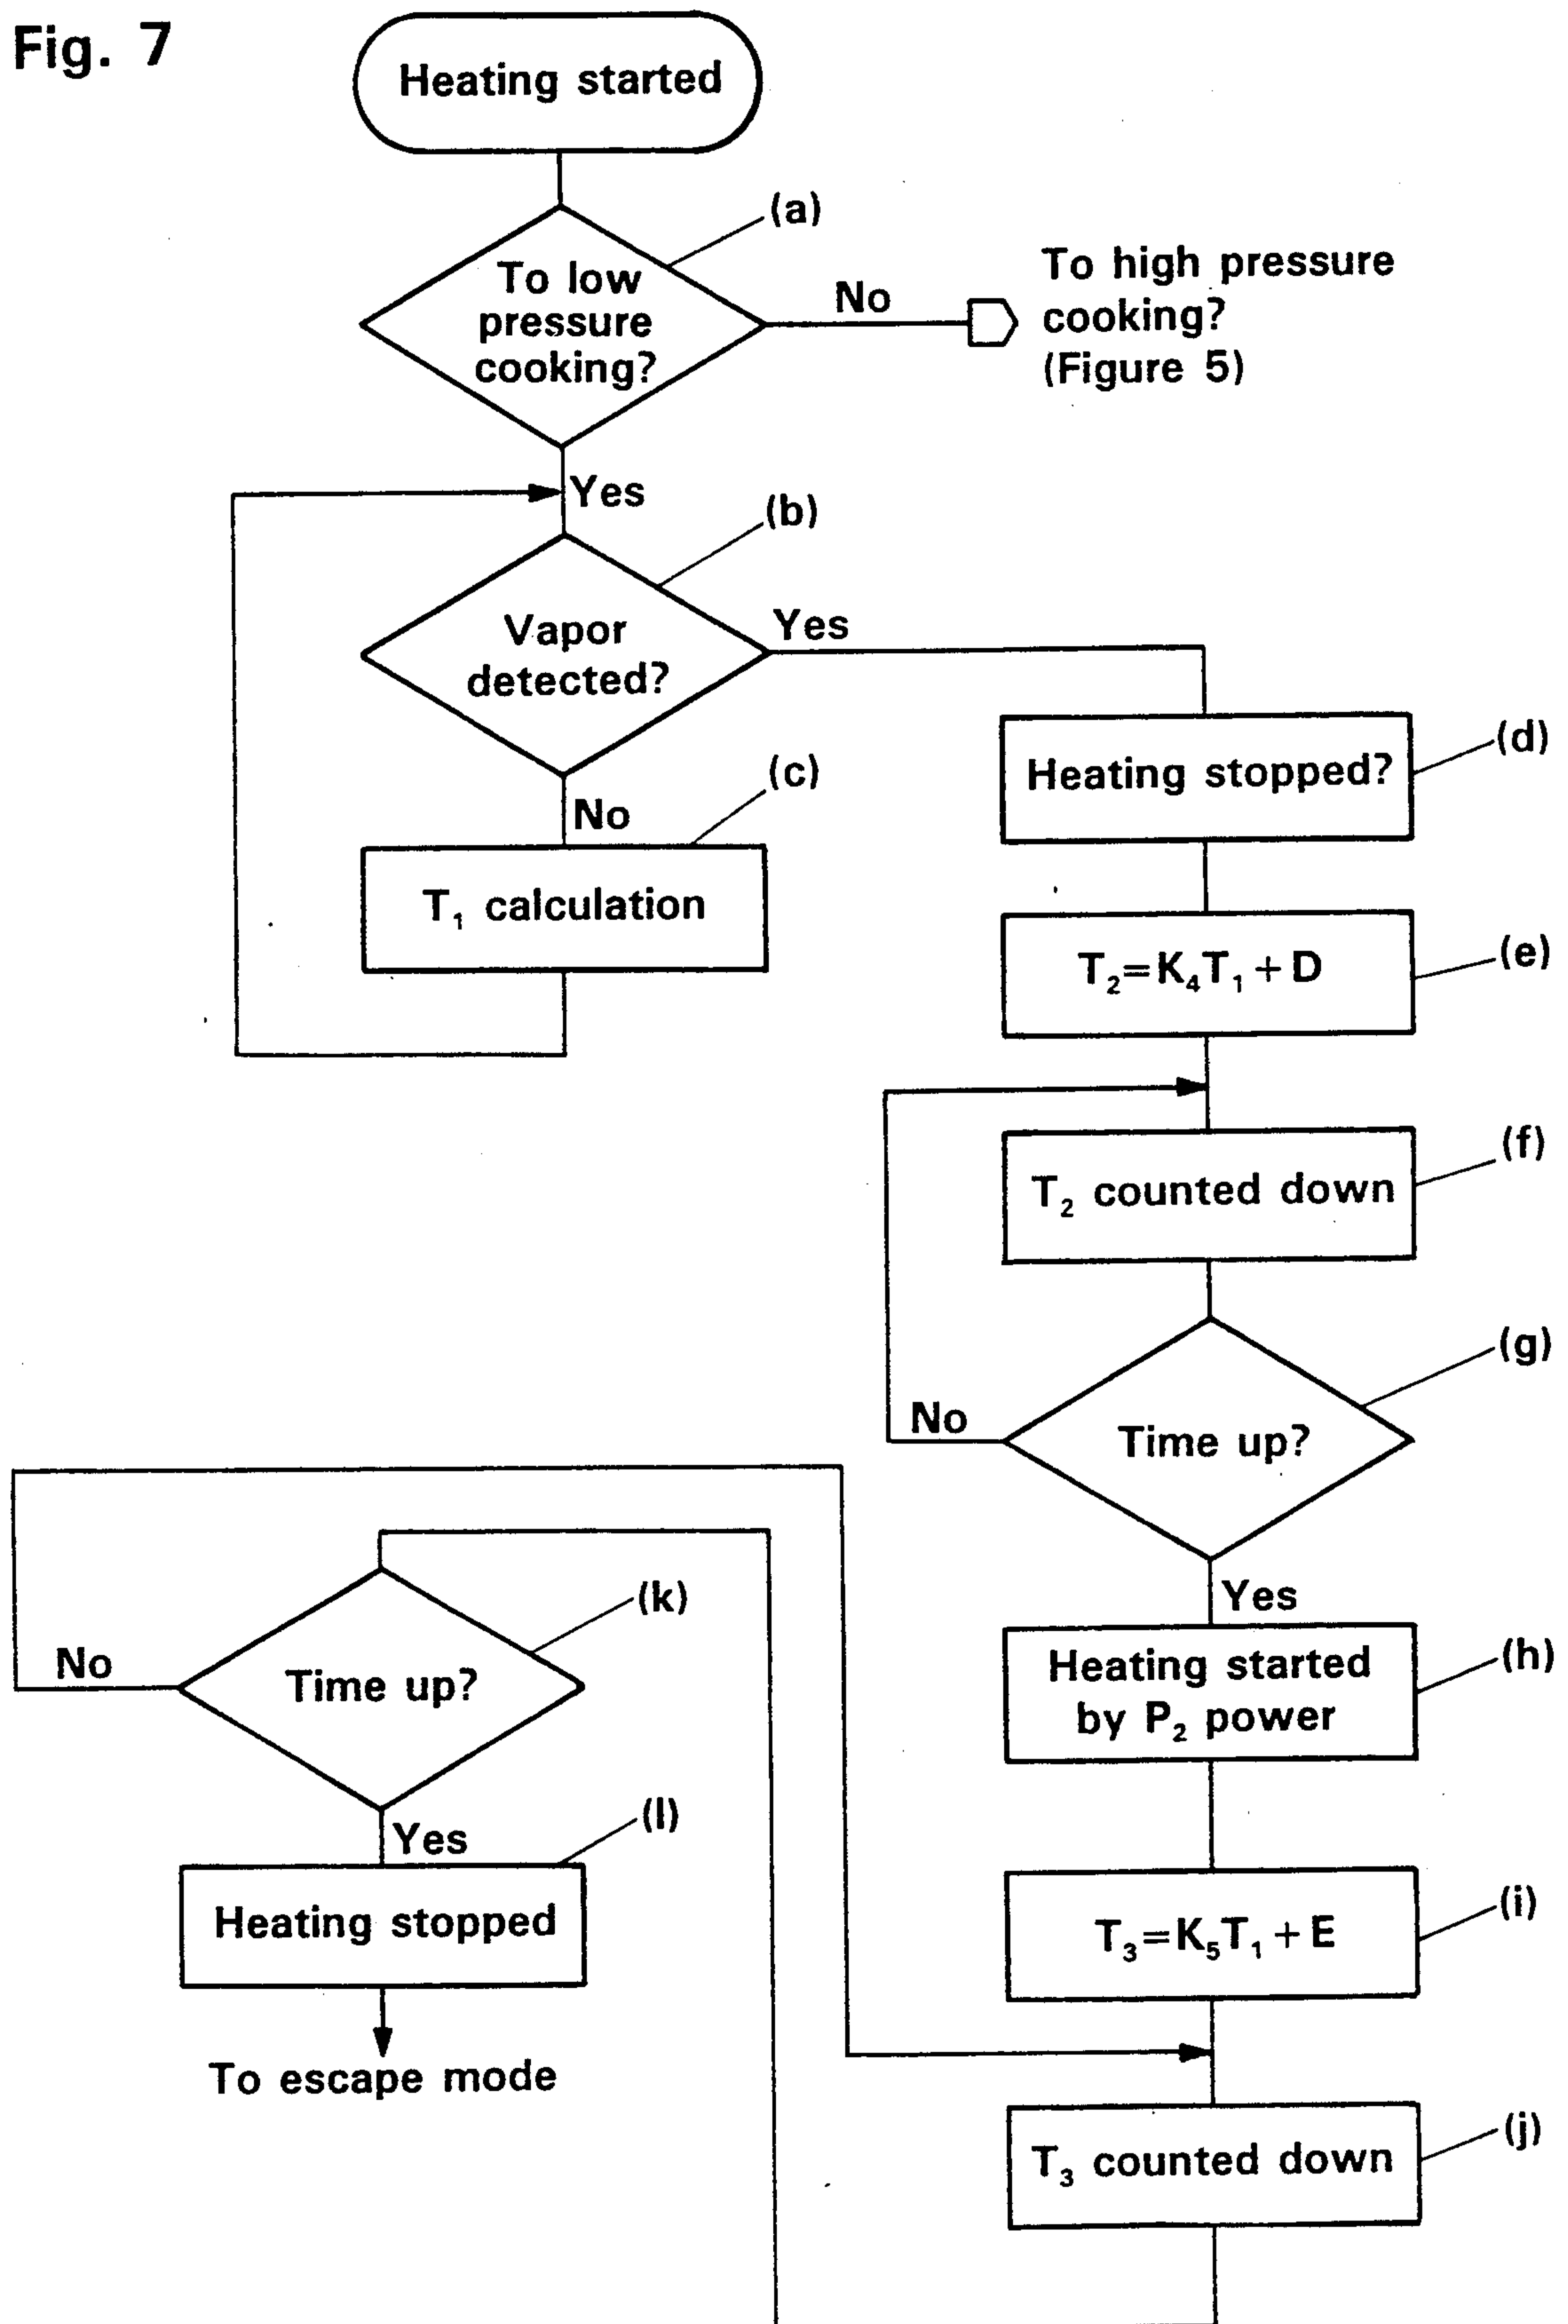 Fig. 7
Heating started
(a)
To low
pressure
cooking?
No
To high pressure
cooking?
(Figure 5)
Yes
(b)
Vapor
detected?
Yes
(c)
No
T₁ calculation
(d)
Heating stopped?
(e)
T₂=K₄T₁+D
(f)
T₂ counted down
(g)
Time up?
No
Yes
(h)
Heating started
by P₂ power
(i)
T₃=K₅T₁+E
(j)
T₃ counted down
(k)
Time up?
No
Yes
(l)
Heating stopped
To escape mode